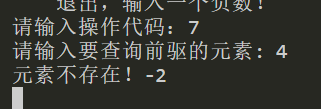 退出，输入一个负数！
请输入操作代码：7
请输入要查询前驱的元素：4
元素不存在！-2